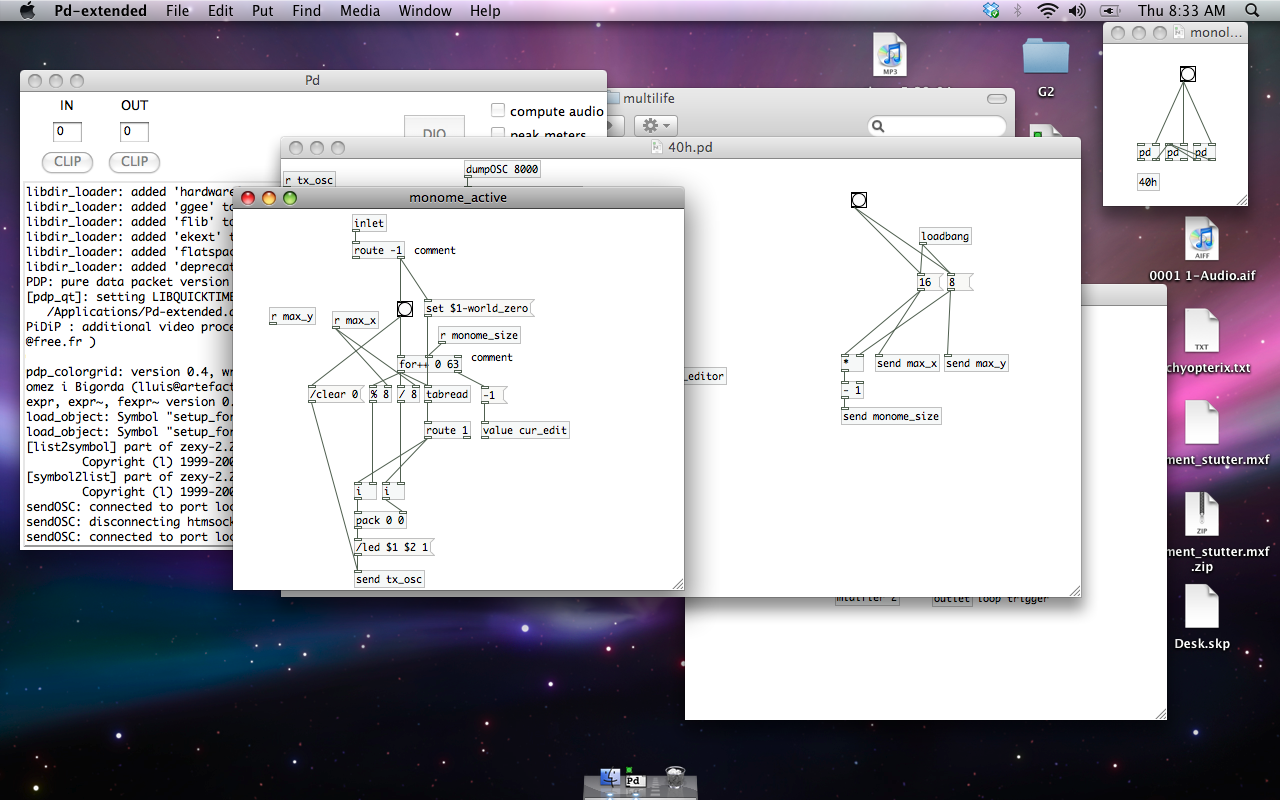 Pd-extended File Edit Put Find Media Window Help
Thu 8:33 AM
MP3
G2
monol...
pd pd pd
40h
AIFF
0001 1-Audio.aif
TXT
chyopterix.txt
ment_stutter.mxf
ZIP
ment_stutter.mxf
.zip
Desk.skp
Pd
IN OUT
0 0
CLIP CLIP
compute audio
peak meters
DIO
libdir_loader: added 'hardware
libdir_loader: added 'ggee' to
libdir_loader: added 'flib' to
libdir_loader: added 'ekext' t
libdir_loader: added 'flatspac
libdir_loader: added 'deprecat
PDP: pure data packet version
[pdp_qt]: setting LIBQUICKTIME
/Applications/Pd-extended.a
PiDiP : additional video proce
@free.fr )
pdp_colorgrid: version 0.4, wr
omez i Bigorda (lluis@artefact
expr, expr~, fexpr~ version 0.
load_object: Symbol "setup_for
load_object: Symbol "setup_for
[list2symbol] part of zexy-2.2
Copyright (l) 1999-200
[symbol2list] part of zexy-2.2
Copyright (l) 1999-200
sendOSC: connected to port loc
sendOSC: disconnecting htmsock
sendOSC: connected to port loc
multilife
40h.pd
r tx_osc
dumpOSC 8000
_editor
loadbang
16 8
*
send max_x
send max_y
- 1
send monome_size
monome_active
inlet
route -1
comment
r max_y
r max_x
set $1-world_zero
r monome_size
for++ 0 63
comment
/clear 0
% 8
/ 8
tabread
-1
route 1
value cur_edit
i i
pack 0 0
/led $1 $2 1
send tx_osc
outlet loop trigger
Pd